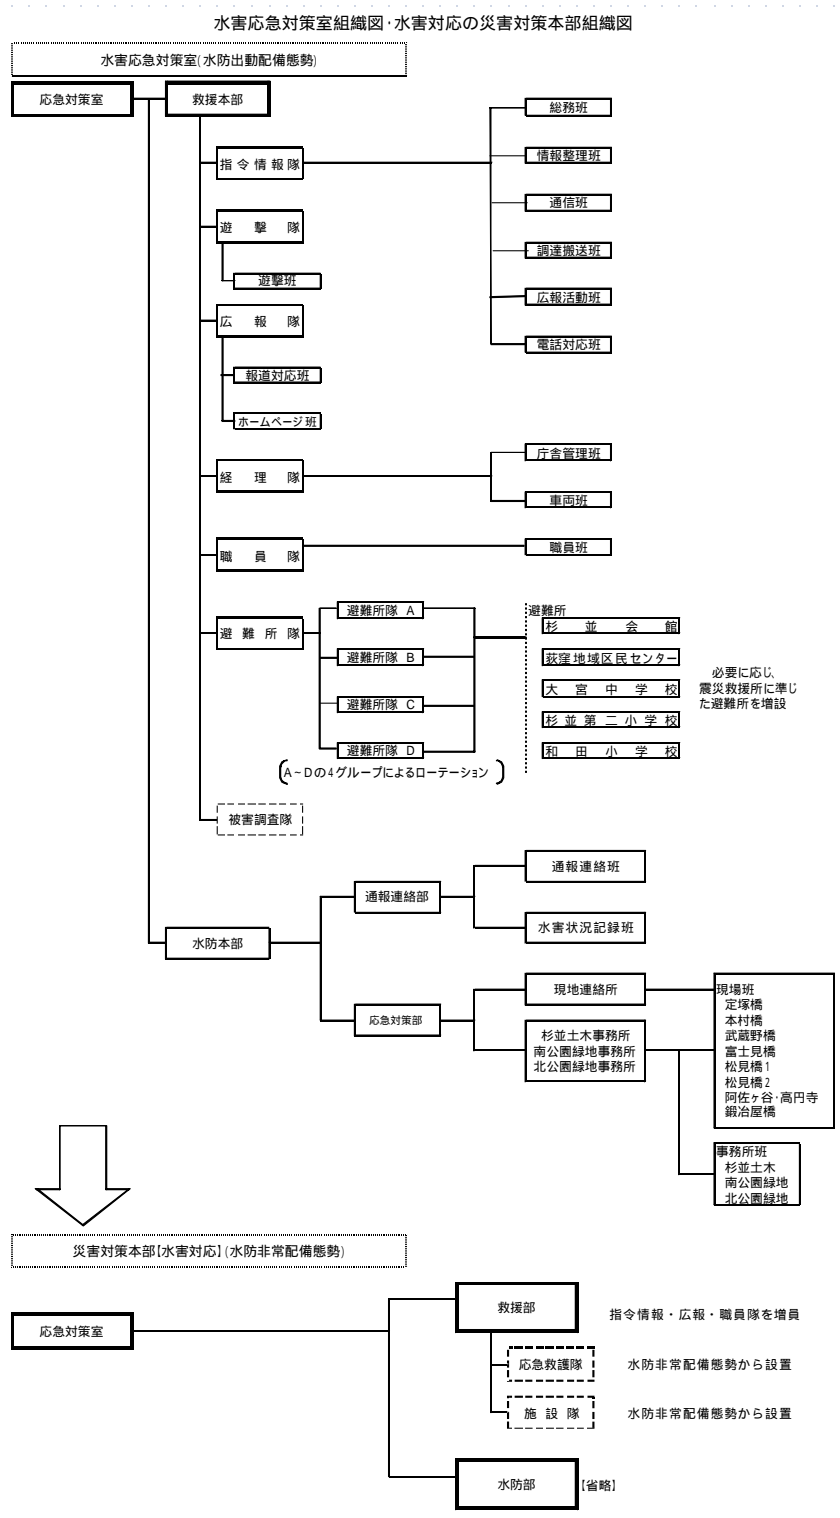 水害応急対策室組織図・水害対応の災害対策本部組織図
水害応急対策室(水防出動配備態勢)
応急対策室
救援本部
指令情報隊
総務班
情報整理班
通信班
調達搬送班
広報活動班
電話対応班
遊撃隊
遊撃班
広報隊
報道対応班
ホームページ班
経理隊
庁舎管理班
車両班
職員隊
職員班
避難所隊
避難所隊 A
避難所隊 B
避難所隊 C
避難所隊 D
A~Dの4グループによるローテーション
避難所
杉並会館
荻窪地域区民センター
大宮中学校
杉並第二小学校
和田小学校
必要に応じ、
震災救援所に準じ
た避難所を増設
被害調査隊
水防本部
通報連絡部
通報連絡班
水害状況記録班
応急対策部
現地連絡所
杉並土木事務所
南公園緑地事務所
北公園緑地事務所
現場班
定塚橋
本村橋
武蔵野橋
富士見橋
松見橋1
松見橋2
阿佐ヶ谷・高円寺
鍛冶屋橋
事務所班
杉並土木
南公園緑地
北公園緑地
災害対策本部【水害対応】(水防非常配備態勢)
応急対策室
救援部
指令情報・広報・職員隊を増員
応急救護隊
水防非常配備態勢から設置
施設隊
水防非常配備態勢から設置
水防部
【省略】